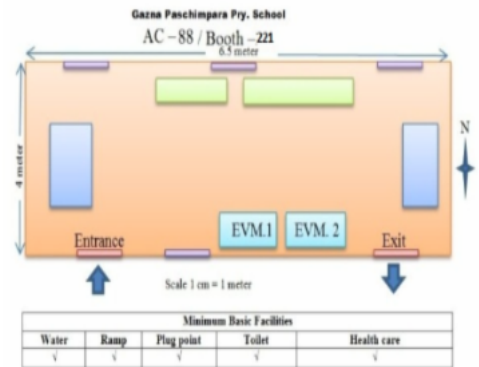 Gazna Paschimpara Pry. School
AC -88 / Booth -221
6.5 meter
4 meter
N
EVM.1 EVM. 2
Entrance Exit
Scale 1 cm = 1 meter
Minimum Basic Facilities
Water Ramp Plug point Toilet Health care
√ √ √ √ √